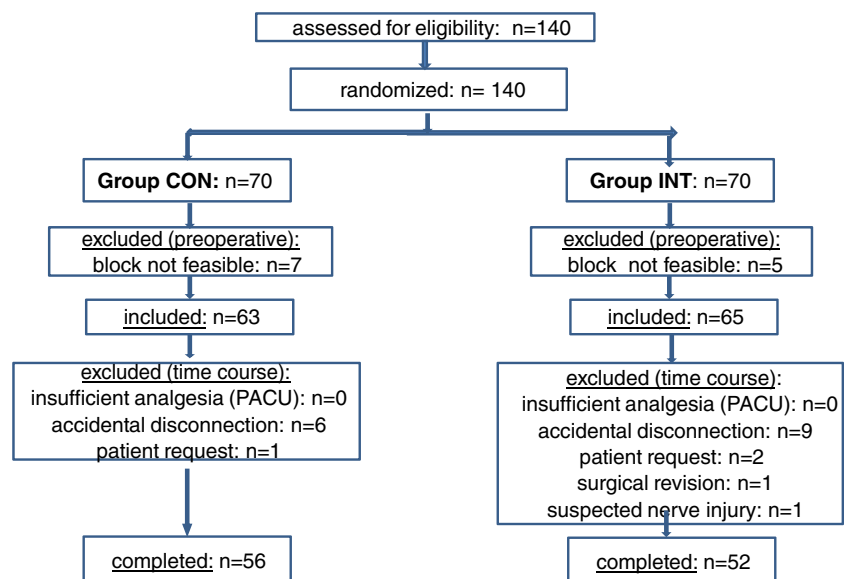 assessed for eligibility: n=140
randomized: n= 140
Group CON: n=70
excluded (preoperative):
block not feasible: n=7
included: n=63
excluded (time course):
insufficient analgesia (PACU): n=0
accidental disconnection: n=6
patient request: n=1
completed: n=56
Group INT: n=70
excluded (preoperative):
block not feasible: n=5
included: n=65
excluded (time course):
insufficient analgesia (PACU): n=0
accidental disconnection: n=9
patient request: n=2
surgical revision: n=1
suspected nerve injury: n=1
completed: n=52